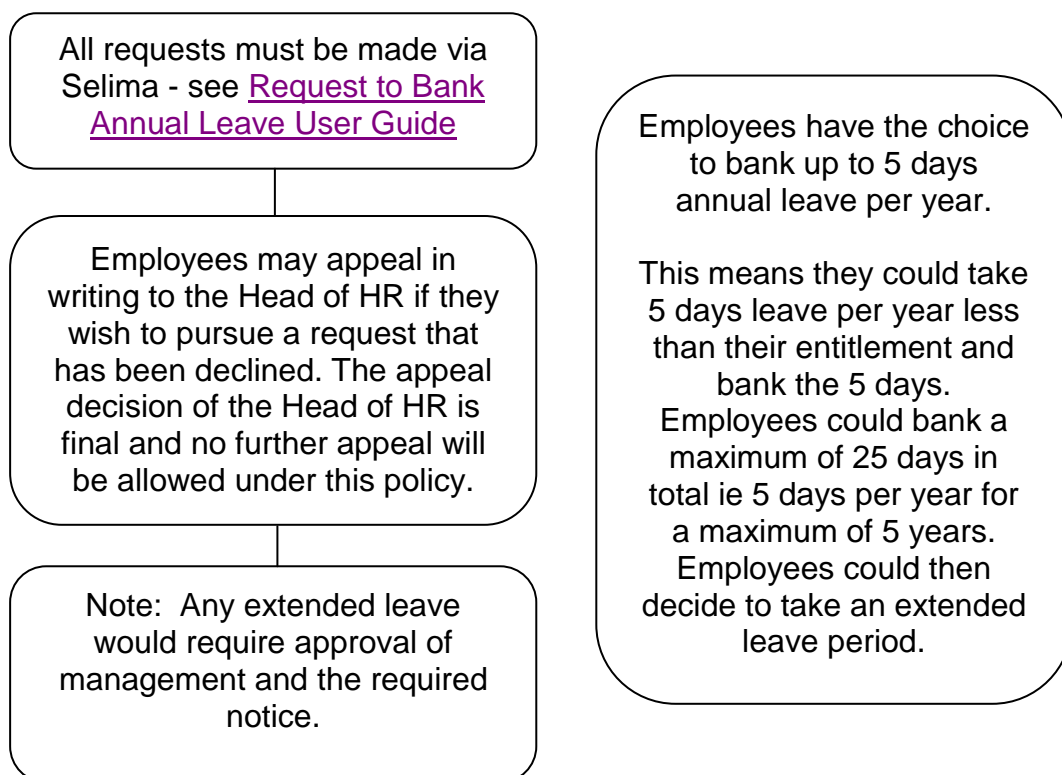 All requests must be made via
Selima - see Request to Bank
Annual Leave User Guide
Employees may appeal in
writing to the Head of HR if they
wish to pursue a request that
has been declined. The appeal
decision of the Head of HR is
final and no further appeal will
be allowed under this policy.
Note:  Any extended leave
would require approval of
management and the required
notice.
Employees have the choice
to bank up to 5 days
annual leave per year.
This means they could take
5 days leave per year less
than their entitlement and
bank the 5 days.
Employees could bank a
maximum of 25 days in
total ie 5 days per year for
a maximum of 5 years.
Employees could then
decide to take an extended
leave period.